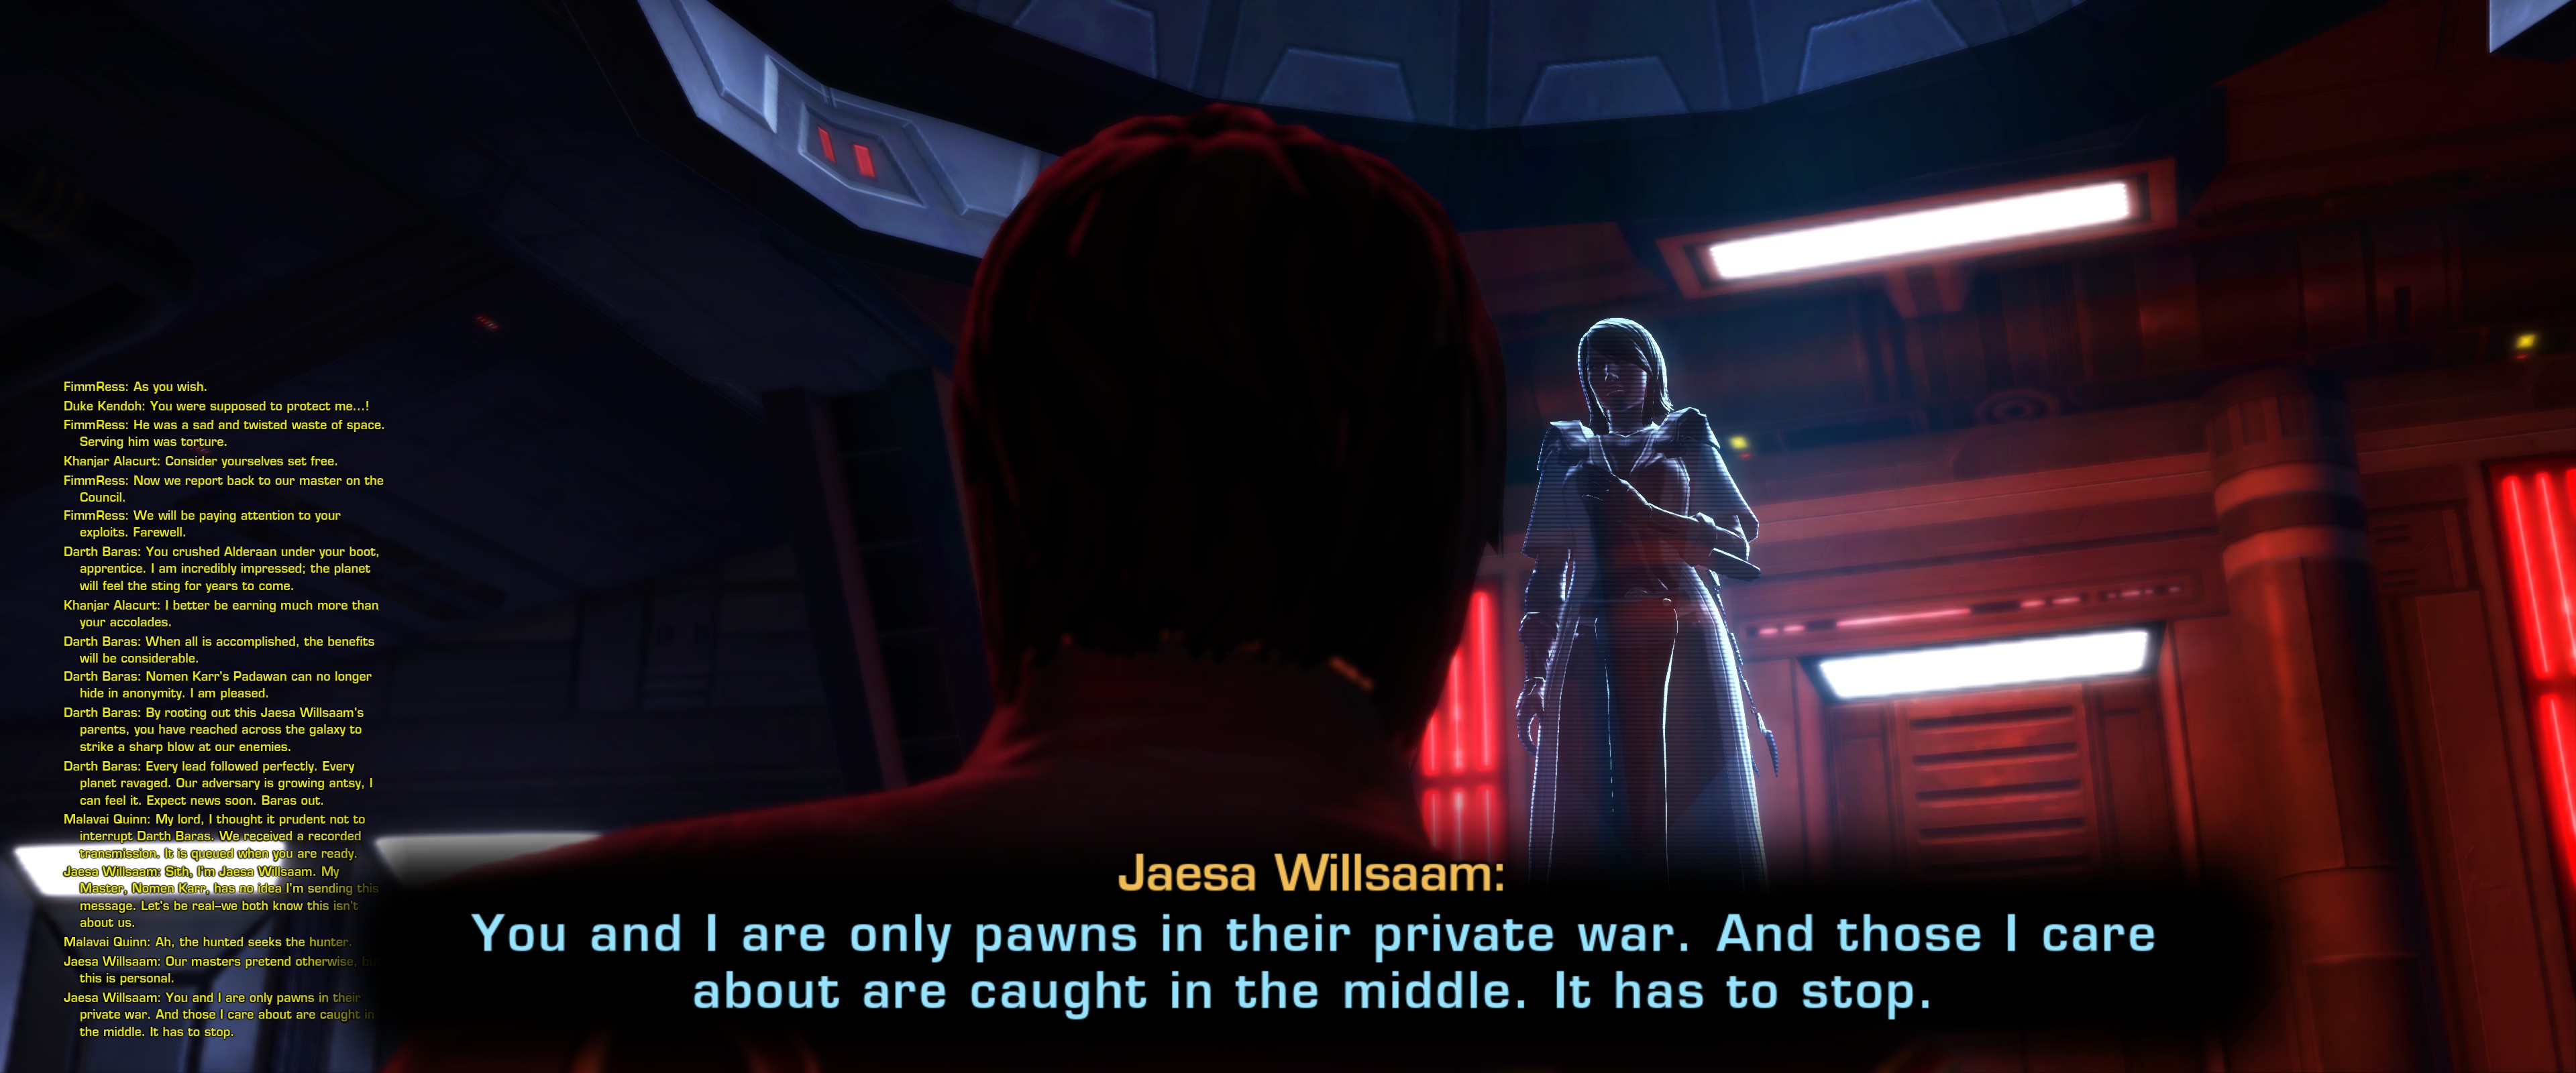 FimmRess: As you wish.
Duke Kendoh: You were supposed to protect me...!
FimmRess: He was a sad and twisted waste of space.
Serving him was torture.
Khanjar Alacurt: Consider yourselves set free.
FimmRess: Now we report back to our master on the
Council.
FimmRess: We will be paying attention to your
exploits. Farewell.
Darth Baras: You crushed Alderaan under your boot,
apprentice. I am incredibly impressed; the planet
will feel the sting for years to come.
Khanjar Alacurt: I better be earning much more than
your accolades.
Darth Baras: When all is accomplished, the benefits
will be considerable.
Darth Baras: Nomen Karr's Padawan can no longer
hide in anonymity. I am pleased.
Darth Baras: By rooting out this Jaesa Willsaam's
parents, you have reached across the galaxy to
strike a sharp blow at our enemies.
Darth Baras: Every lead followed perfectly. Every
planet ravaged. Our adversary is growing antsy, I
can feel it. Expect news soon. Baras out.
Malavai Quinn: My lord, I thought it prudent not to
interrupt Darth Baras. We received a recorded
transmission. It is queued when you are ready.
Jaesa Willsaam: Sith, I'm Jaesa Willsaam. My
Master, Nomen Karr, has no idea I'm sending this
message. Let's be real–we both know this isn't
about us.
Malavai Quinn: Ah, the hunted seeks the hunter.
Jaesa Willsaam: Our masters pretend otherwise, but
this is personal.
Jaesa Willsaam: You and I are only pawns in their
private war. And those I care about are caught in
the middle. It has to stop.
Jaesa Willsaam:
You and I are only pawns in their private war. And those I care
about are caught in the middle. It has to stop.